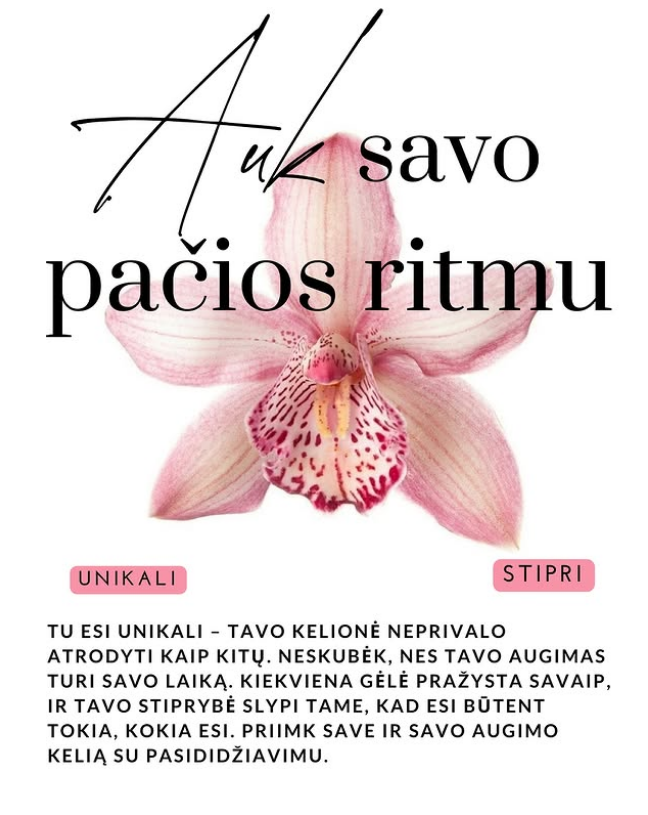 Auk savo
pačios ritmu
UNIKALI
STIPRI
TU ESI UNIKALI – TAVO KELIONĖ NEPRIVALO
ATRODYTI KAIP KITŲ. NESKUBĖK, NES TAVO AUGIMAS
TURI SAVO LAIKĄ. KIEKVIENA GĖLĖ PRAŽYSTA SAVAIP,
IR TAVO STIPRYBĖ SLYPI TAME, KAD ESI BŪTENT
TOKIA, KOKIA ESI. PRIIMK SAVE IR SAVO AUGIMO
KELIĄ SU PASIDIDŽIAVIMU.